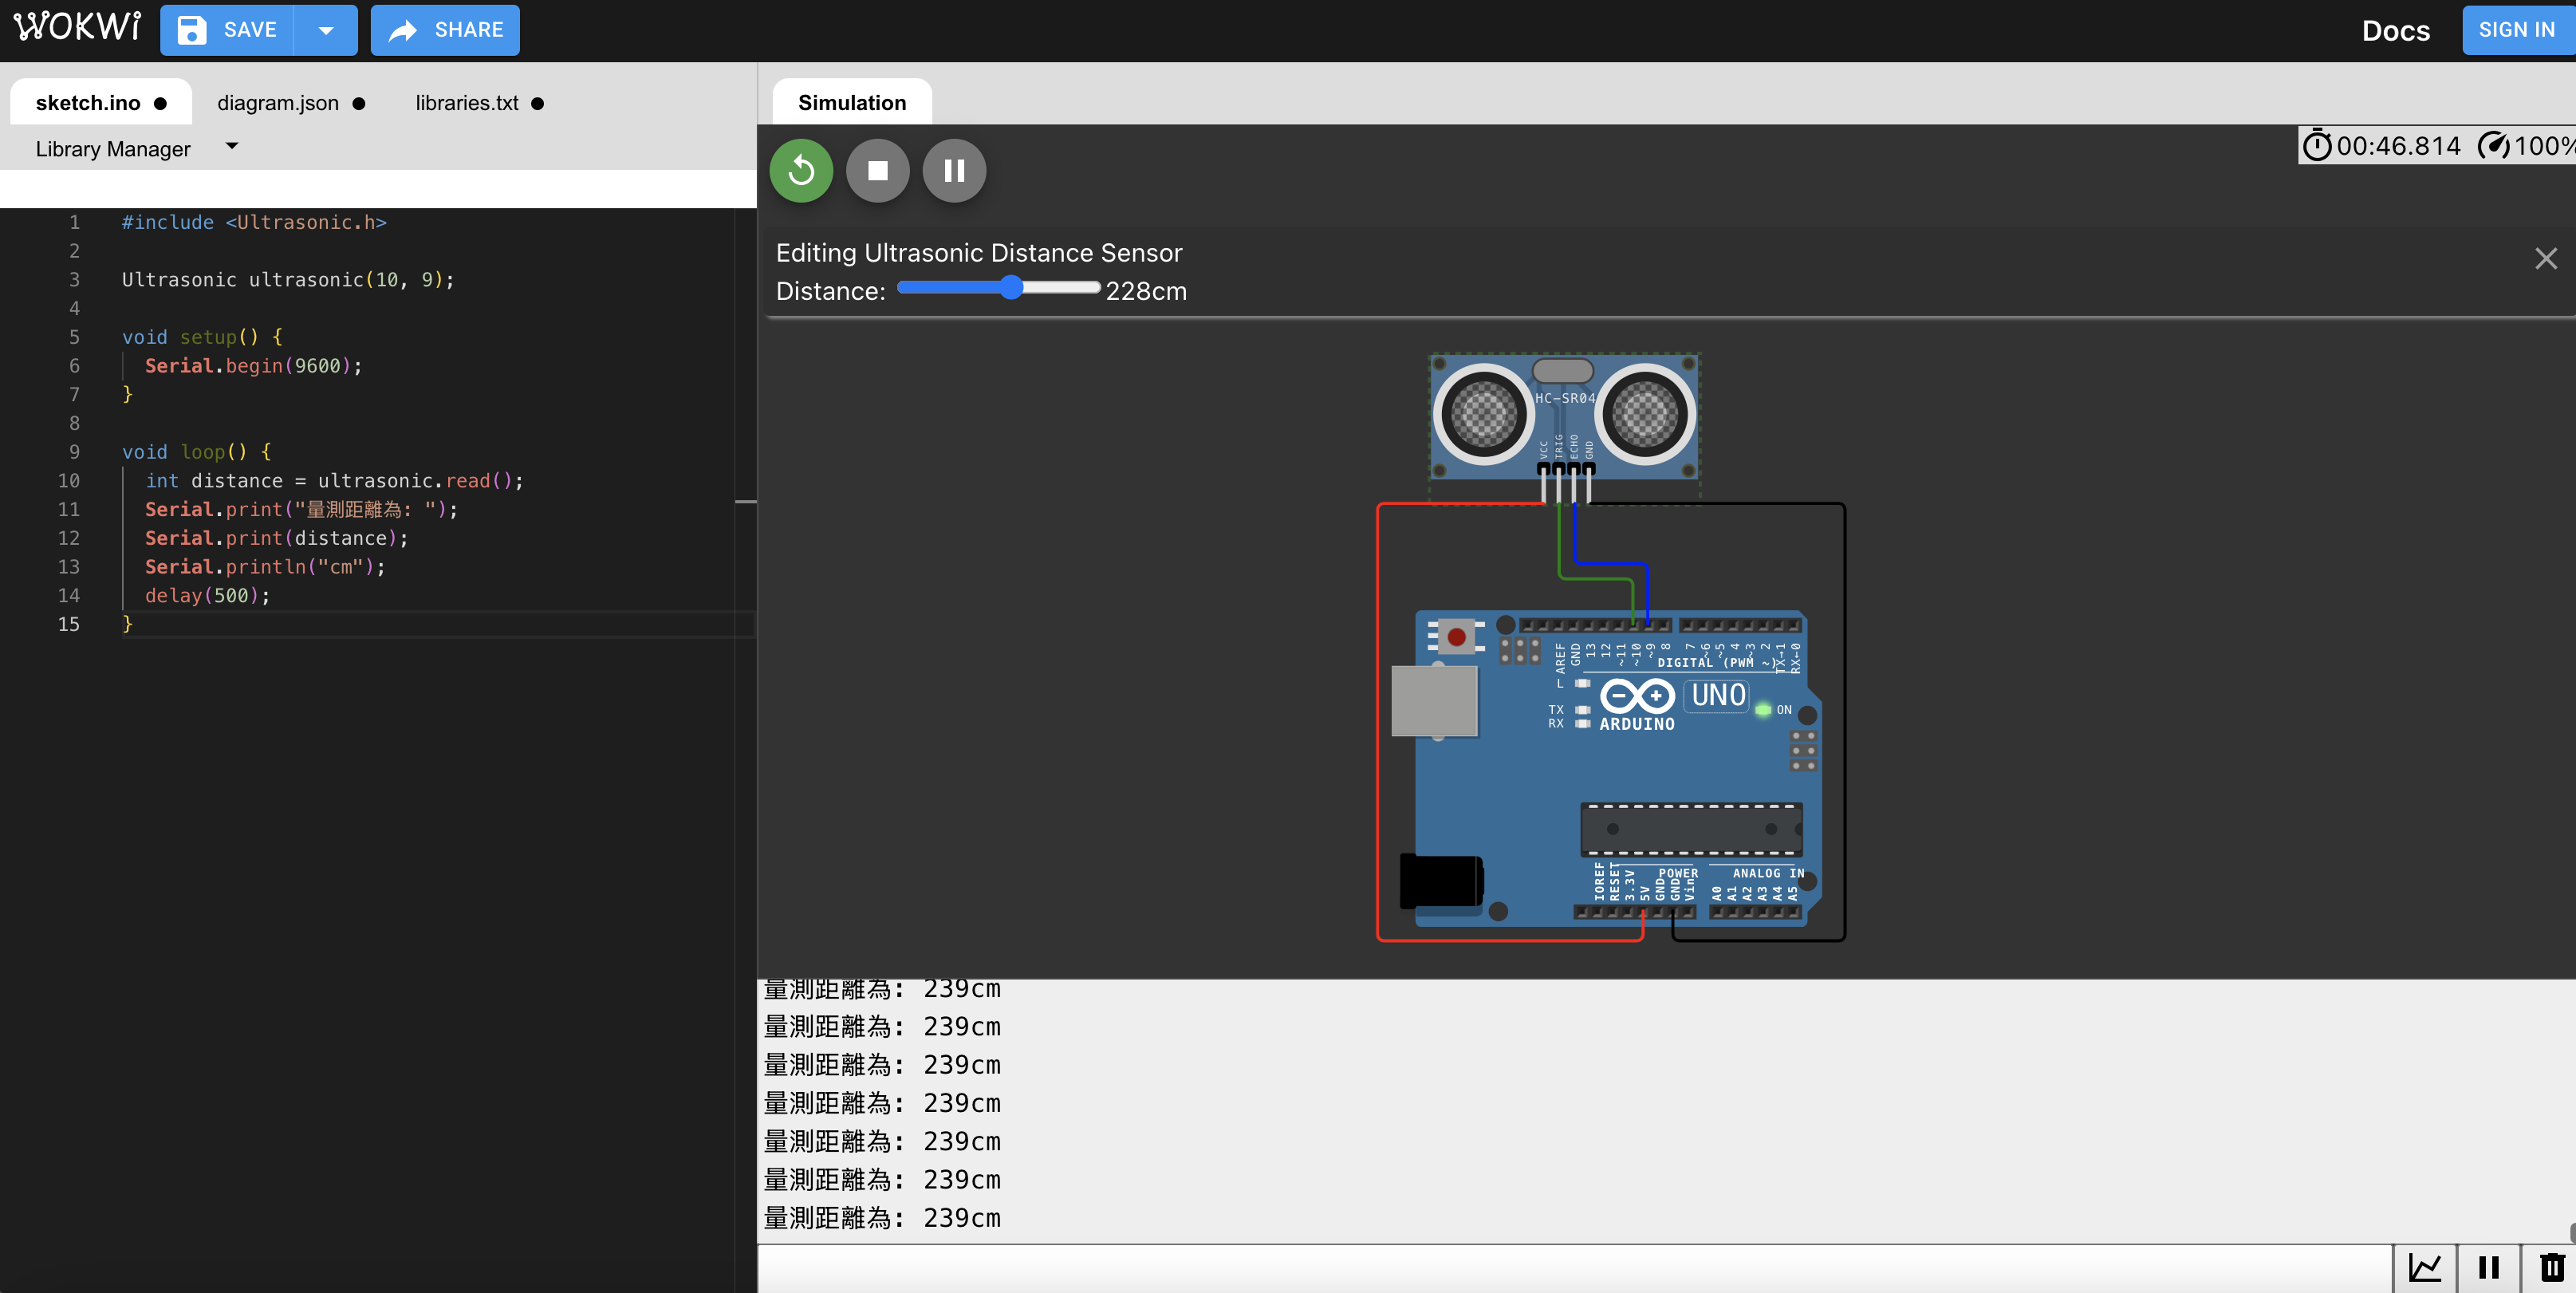 WOKWi SAVE SHARE Docs SIGN IN
sketch.ino diagram.json libraries.txt Simulation
Library Manager
00:46.814 100%
1 #include <Ultrasonic.h>
2
3 Ultrasonic ultrasonic(10, 9);
4
5 void setup() {
6 Serial.begin(9600);
7 }
8
9 void loop() {
10 int distance = ultrasonic.read();
11 Serial.print("量測距離為: ");
12 Serial.print(distance);
13 Serial.println("cm");
14 delay(500);
15 }
Editing Ultrasonic Distance Sensor
Distance: 228cm
HC-SR04
VCC TRIG ECHO GND
AREF GND 13 12 ~11 ~10 ~9 8 7 ~6 ~5 4 ~3 2 TX→1 RX←0
DIGITAL (PWM ~)
L
TX
RX
UNO
ARDUINO
ON
IOREF RESET 3.3V 5V GND GND Vin A0 A1 A2 A3 A4 A5
POWER ANALOG IN
量測距離為: 239cm
量測距離為: 239cm
量測距離為: 239cm
量測距離為: 239cm
量測距離為: 239cm
量測距離為: 239cm
量測距離為: 239cm